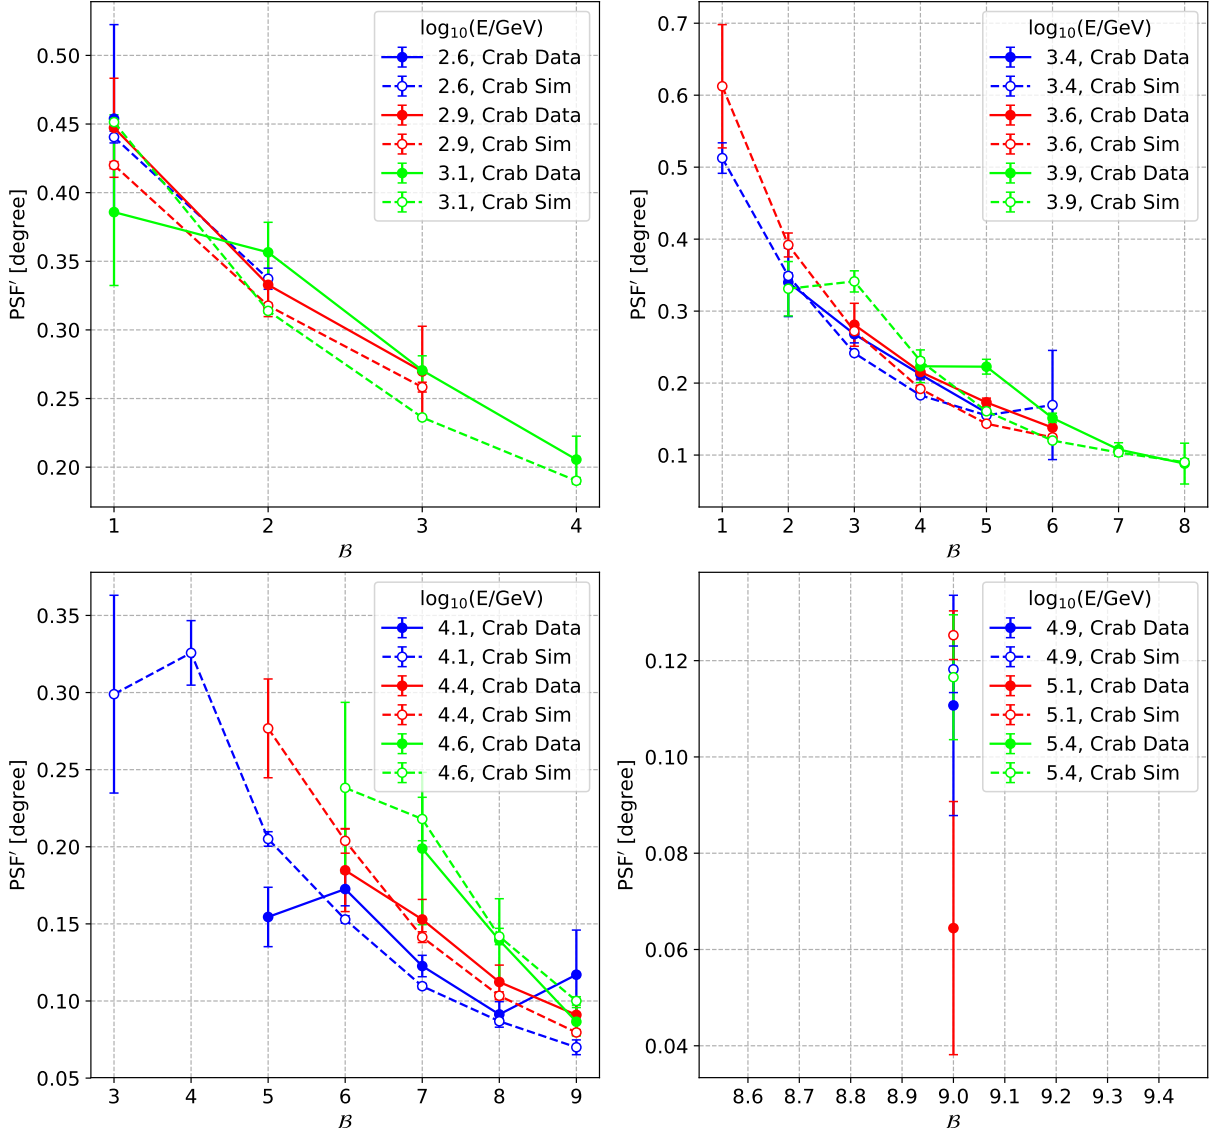 log₁₀(E/GeV)
2.6, Crab Data
2.6, Crab Sim
2.9, Crab Data
2.9, Crab Sim
3.1, Crab Data
3.1, Crab Sim
PSF′ [degree]
0.50
0.45
0.40
0.35
0.30
0.25
0.20
1 2 3 4
ℬ
log₁₀(E/GeV)
3.4, Crab Data
3.4, Crab Sim
3.6, Crab Data
3.6, Crab Sim
3.9, Crab Data
3.9, Crab Sim
PSF′ [degree]
0.7
0.6
0.5
0.4
0.3
0.2
0.1
1 2 3 4 5 6 7 8
ℬ
log₁₀(E/GeV)
4.1, Crab Data
4.1, Crab Sim
4.4, Crab Data
4.4, Crab Sim
4.6, Crab Data
4.6, Crab Sim
PSF′ [degree]
0.35
0.30
0.25
0.20
0.15
0.10
0.05
3 4 5 6 7 8 9
ℬ
log₁₀(E/GeV)
4.9, Crab Data
4.9, Crab Sim
5.1, Crab Data
5.1, Crab Sim
5.4, Crab Data
5.4, Crab Sim
PSF′ [degree]
0.12
0.10
0.08
0.06
0.04
8.6 8.7 8.8 8.9 9.0 9.1 9.2 9.3 9.4
ℬ